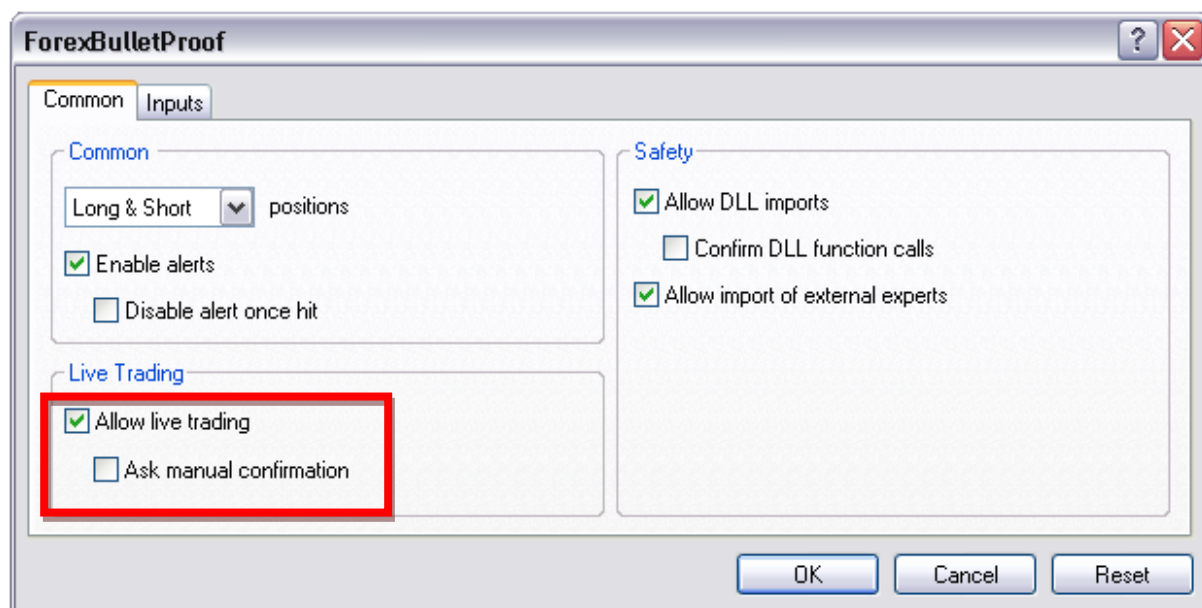 ForexBulletProof
Common
Inputs
Common
Long & Short
positions
Enable alerts
Disable alert once hit
Live Trading
Allow live trading
Ask manual confirmation
Safety
Allow DLL imports
Confirm DLL function calls
Allow import of external experts
OK
Cancel
Reset